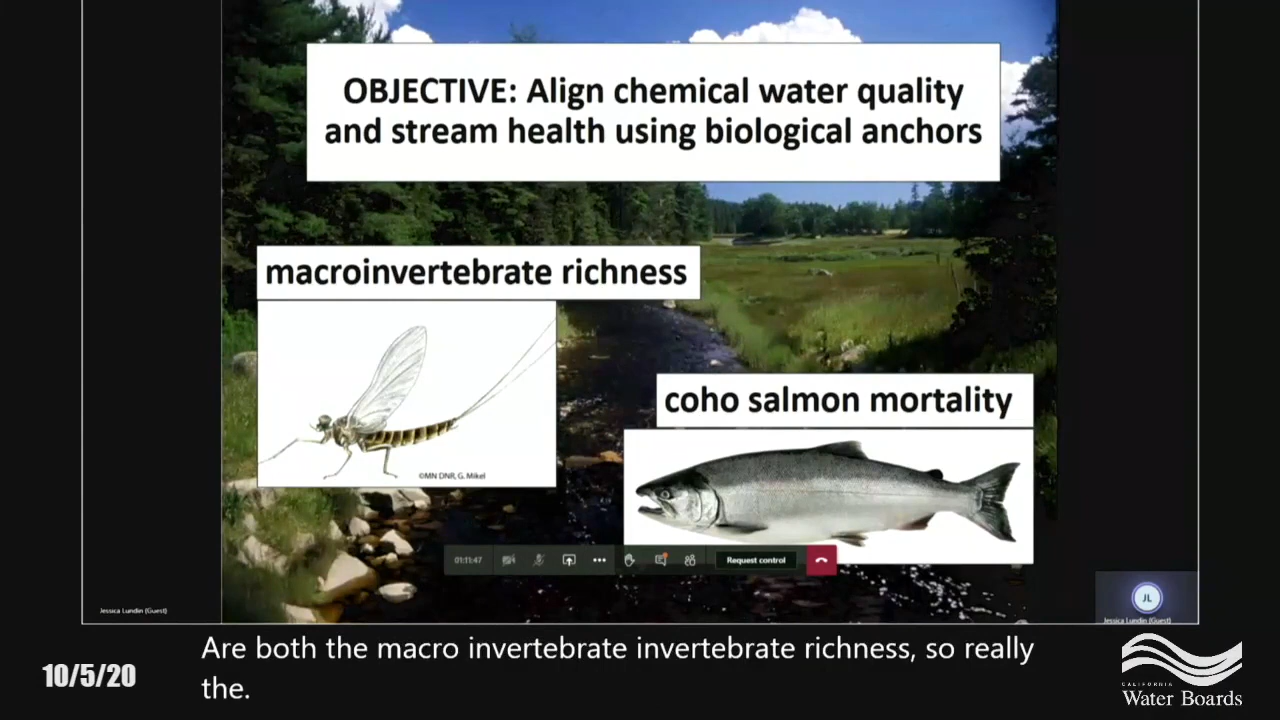 OBJECTIVE: Align chemical water quality
and stream health using biological anchors
macroinvertebrate richness
©MN DNR, G. Mikel
coho salmon mortality
01:11:47
Request control
JL
Jessica Lundin (Guest)
Jessica Lundin (Guest)
Are both the macro invertebrate invertebrate richness, so really
the.
10/5/20
CALIFORNIA
Water Boards